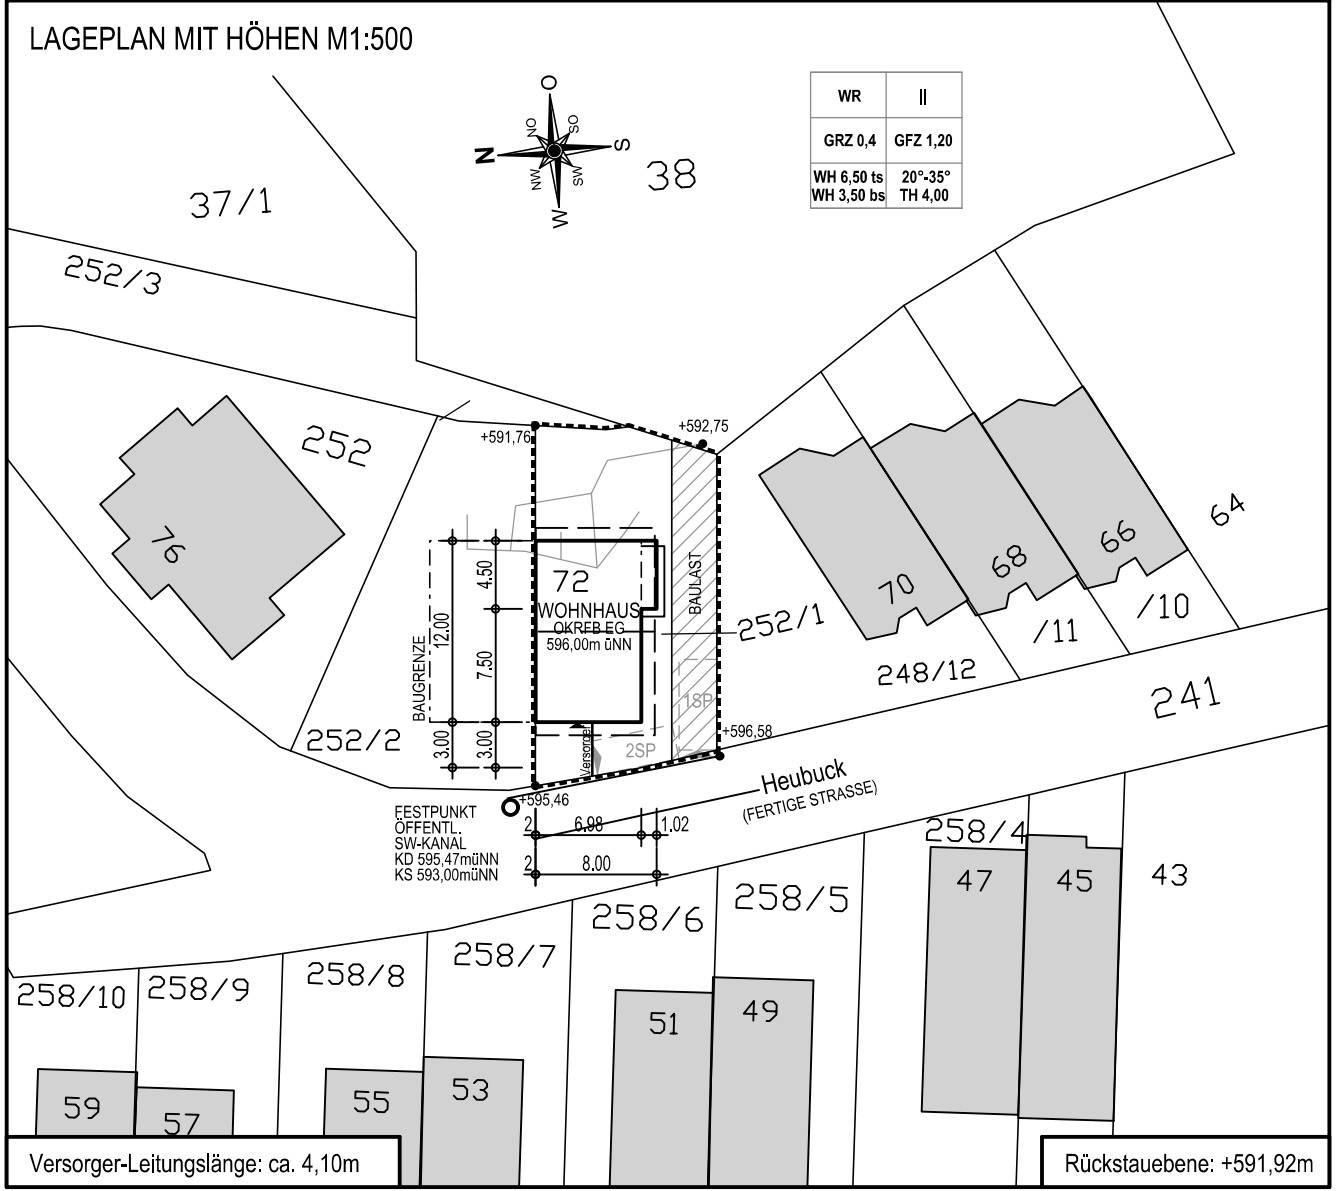 LAGEPLAN MIT HÖHEN M1:500
O
NO
SO
N
S
NW
SW
W
WR
II
GRZ 0,4
GFZ 1,20
WH 6,50 ts
WH 3,50 bs
20°-35°
TH 4,00
38
37/1
252/3
252
76
+591,76
+592,75
4.50
12.00
7.50
BAUGRENZE
3.00
3.00
72
WOHNHAUS
OKRFB EG
596,00m üNN
BAULAST
252/1
1SP
2SP
Versorger
+596,58
252/2
70
68
66
64
/10
/11
248/12
241
Heubuck
(FERTIGE STRASSE)
+595,46
FESTPUNKT
ÖFFENTL.
SW-KANAL
KD 595,47müNN
KS 593,00müNN
2
6.98
1.02
2
8.00
258/4
47
45
43
258/5
258/6
258/7
258/8
258/9
258/10
51
49
53
55
57
59
Versorger-Leitungslänge: ca. 4,10m
Rückstauebene: +591,92m